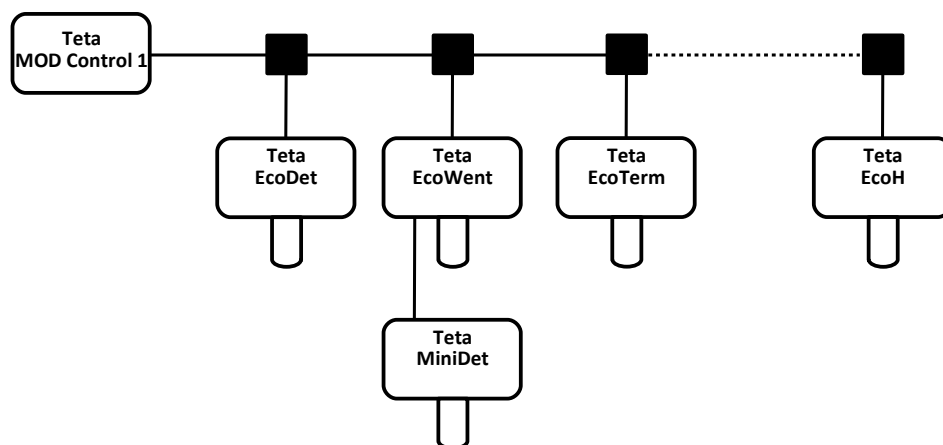 Teta
MOD Control 1
Teta
EcoDet
Teta
EcoWent
Teta
EcoTerm
Teta
EcoH
Teta
MiniDet